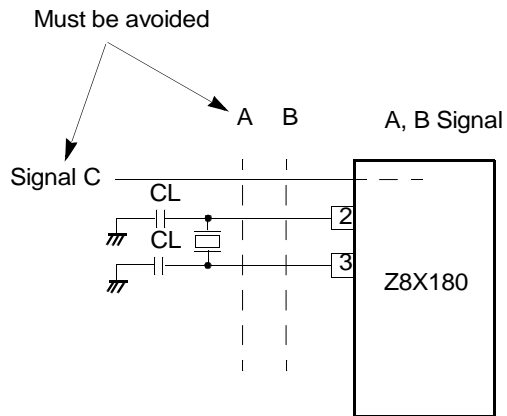 Must be avoided
A B A, B Signal
Signal C
CL
2
CL
3
Z8X180